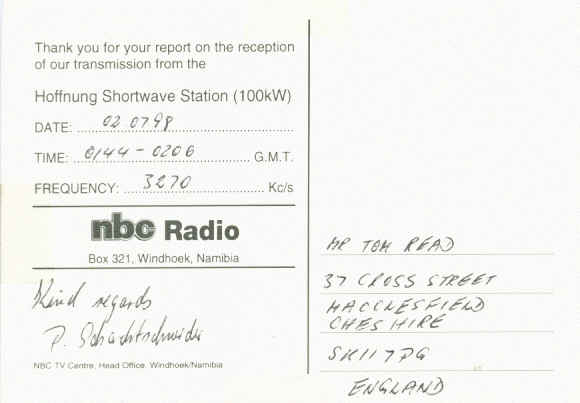 Thank you for your report on the reception
of our transmission from the
Hoffnung Shortwave Station (100kW)
DATE: 02 07 98
TIME: 0144 - 0206 G.M.T.
FREQUENCY: 3270 Kc/s
nbc Radio
Box 321, Windhoek, Namibia
Kind regards
P. Schachtschneider
NBC TV Centre, Head Office, Windhoek/Namibia
MR TOM READ
37 CROSS STREET
MACCLESFIELD
CHESHIRE
SK11 7PG
ENGLAND